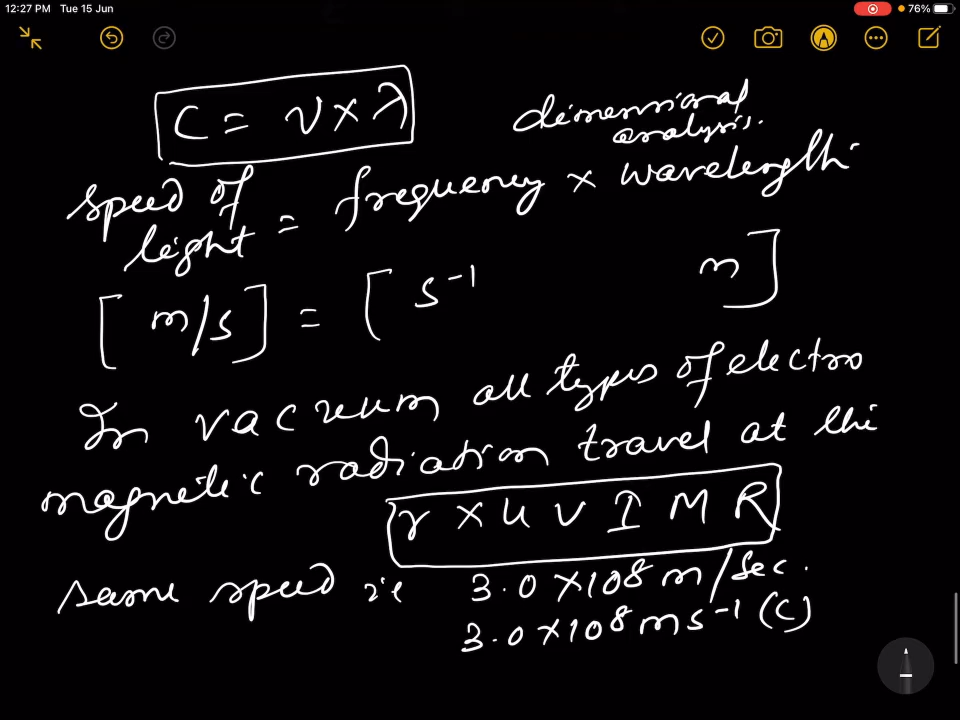 12:27 PM Tue 15 Jun 76%
C = ν × λ
dimensional
analysis.
speed of
light = frequency × wavelength
[ m/s ] = [ s⁻¹ m ]
In vacuum all types of electro
magnetic radiation travel at the
γ X U V I M R
same speed ie 3.0 × 10⁸ m/sec.
3.0 × 10⁸ m s⁻¹ (C)